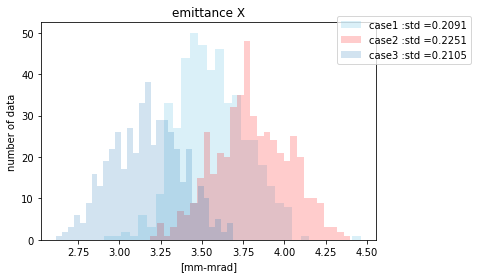 emittance X
case1 :std =0.2091
case2 :std =0.2251
case3 :std =0.2105
number of data
50
40
30
20
10
0
2.75 3.00 3.25 3.50 3.75 4.00 4.25 4.50
[mm-mrad]